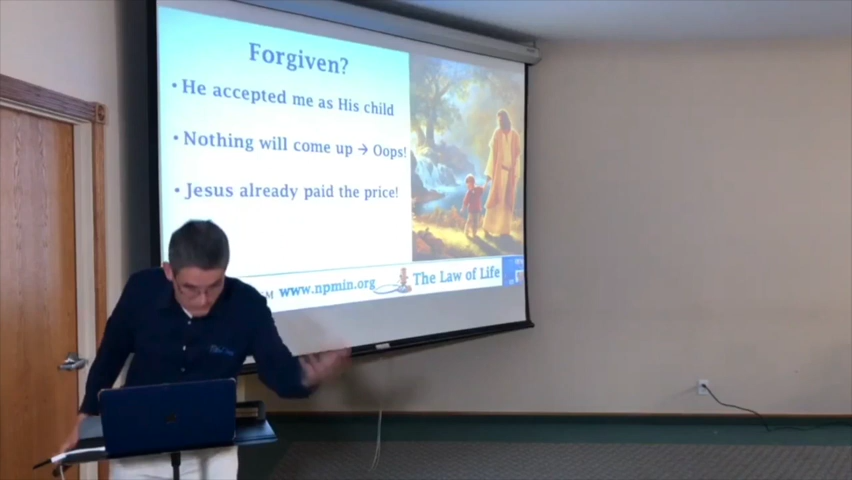 Forgiven?
• He accepted me as His child
• Nothing will come up → Oops!
• Jesus already paid the price!
www.npmin.org The Law of Life